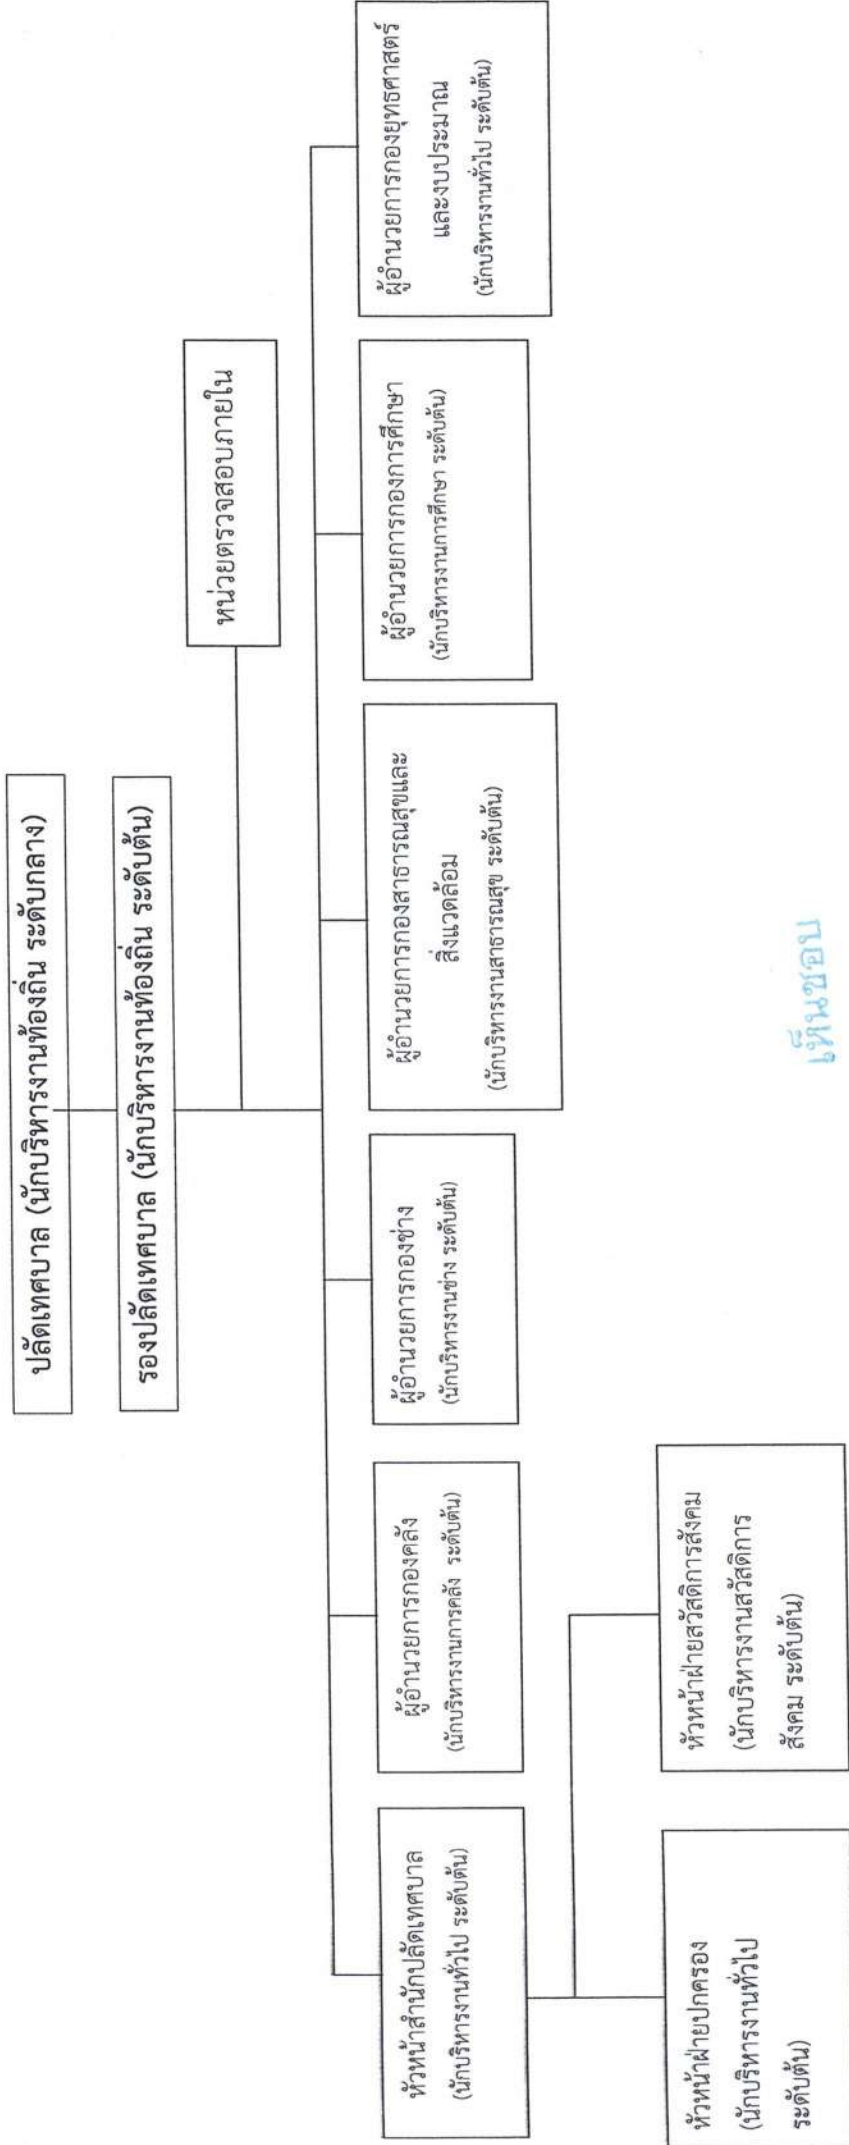 ปลัดเทศบาล (นักบริหารงานท้องถิ่น ระดับกลาง)
รองปลัดเทศบาล (นักบริหารงานท้องถิ่น ระดับต้น)
หน่วยตรวจสอบภายใน
หัวหน้าสำนักปลัดเทศบาล
(นักบริหารงานทั่วไป ระดับต้น)
ผู้อำนวยการกองคลัง
(นักบริหารงานการคลัง ระดับต้น)
ผู้อำนวยการกองช่าง
(นักบริหารงานช่าง ระดับต้น)
ผู้อำนวยการกองสาธารณสุขและ
สิ่งแวดล้อม
(นักบริหารงานสาธารณสุข ระดับต้น)
ผู้อำนวยการกองการศึกษา
(นักบริหารงานการศึกษา ระดับต้น)
ผู้อำนวยการกองยุทธศาสตร์
และงบประมาณ
(นักบริหารงานทั่วไป ระดับต้น)
หัวหน้าฝ่ายปกครอง
(นักบริหารงานทั่วไป
ระดับต้น)
หัวหน้าฝ่ายสวัสดิการสังคม
(นักบริหารงานสวัสดิการ
สังคม ระดับต้น)
เห็นชอบ